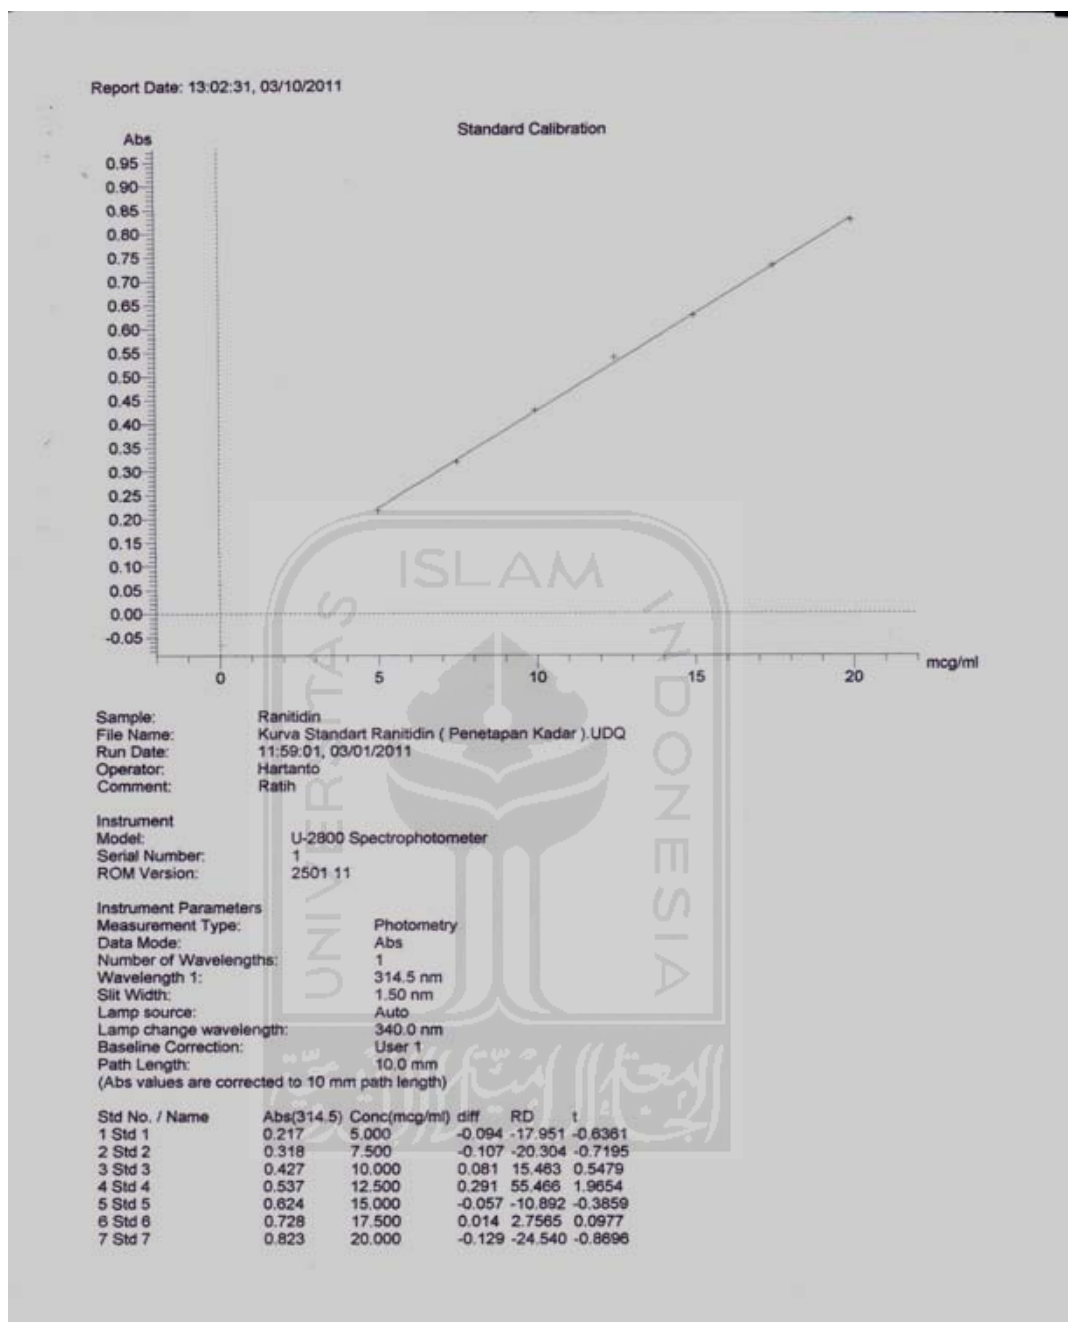 Report Date: 13:02:31, 03/10/2011
Standard Calibration
Abs
0.95
0.90
0.85
0.80
0.75
0.70
0.65
0.60
0.55
0.50
0.45
0.40
0.35
0.30
0.25
0.20
0.15
0.10
0.05
0.00
-0.05
0 5 10 15 20 mcg/ml
UNIVERSITAS ISLAM INDONESIA
Sample: Ranitidin
File Name: Kurva Standart Ranitidin ( Penetapan Kadar ).UDQ
Run Date: 11:59:01, 03/01/2011
Operator: Hartanto
Comment: Ratih
Instrument
Model: U-2800 Spectrophotometer
Serial Number: 1
ROM Version: 2501 11
Instrument Parameters
Measurement Type: Photometry
Data Mode: Abs
Number of Wavelengths: 1
Wavelength 1: 314.5 nm
Slit Width: 1.50 nm
Lamp source: Auto
Lamp change wavelength: 340.0 nm
Baseline Correction: User 1
Path Length: 10.0 mm
(Abs values are corrected to 10 mm path length)
Std No. / Name Abs(314.5) Conc(mcg/ml) diff RD t
1 Std 1 0.217 5.000 -0.094 -17.951 -0.6361
2 Std 2 0.318 7.500 -0.107 -20.304 -0.7195
3 Std 3 0.427 10.000 0.081 15.463 0.5479
4 Std 4 0.537 12.500 0.291 55.466 1.9654
5 Std 5 0.624 15.000 -0.057 -10.892 -0.3859
6 Std 6 0.728 17.500 0.014 2.7565 0.0977
7 Std 7 0.823 20.000 -0.129 -24.540 -0.8696